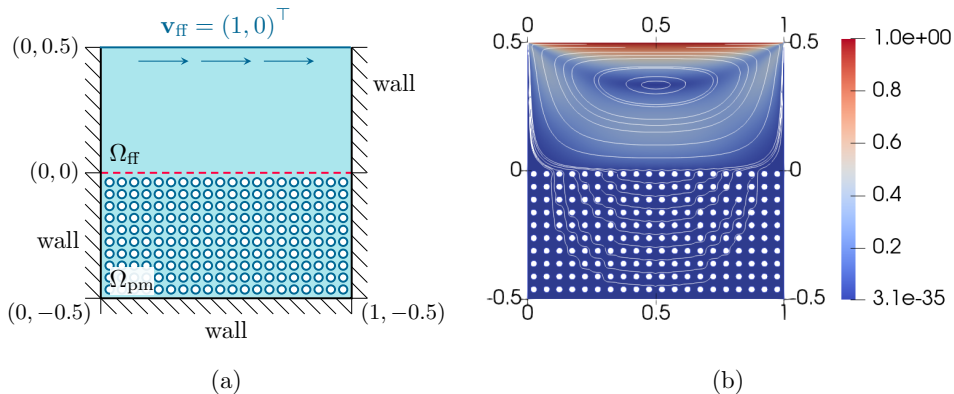 v_ff = (1, 0)^⊤
(0, 0.5)
wall
Ω_ff
(0, 0)
wall
Ω_pm
(0, −0.5)
wall
(1, −0.5)
(a)
0 0.5 1
0.5 0.5
0 0
-0.5 -0.5
0 0.5 1
1.0e+00
0.8
0.6
0.4
0.2
3.1e-35
(b)